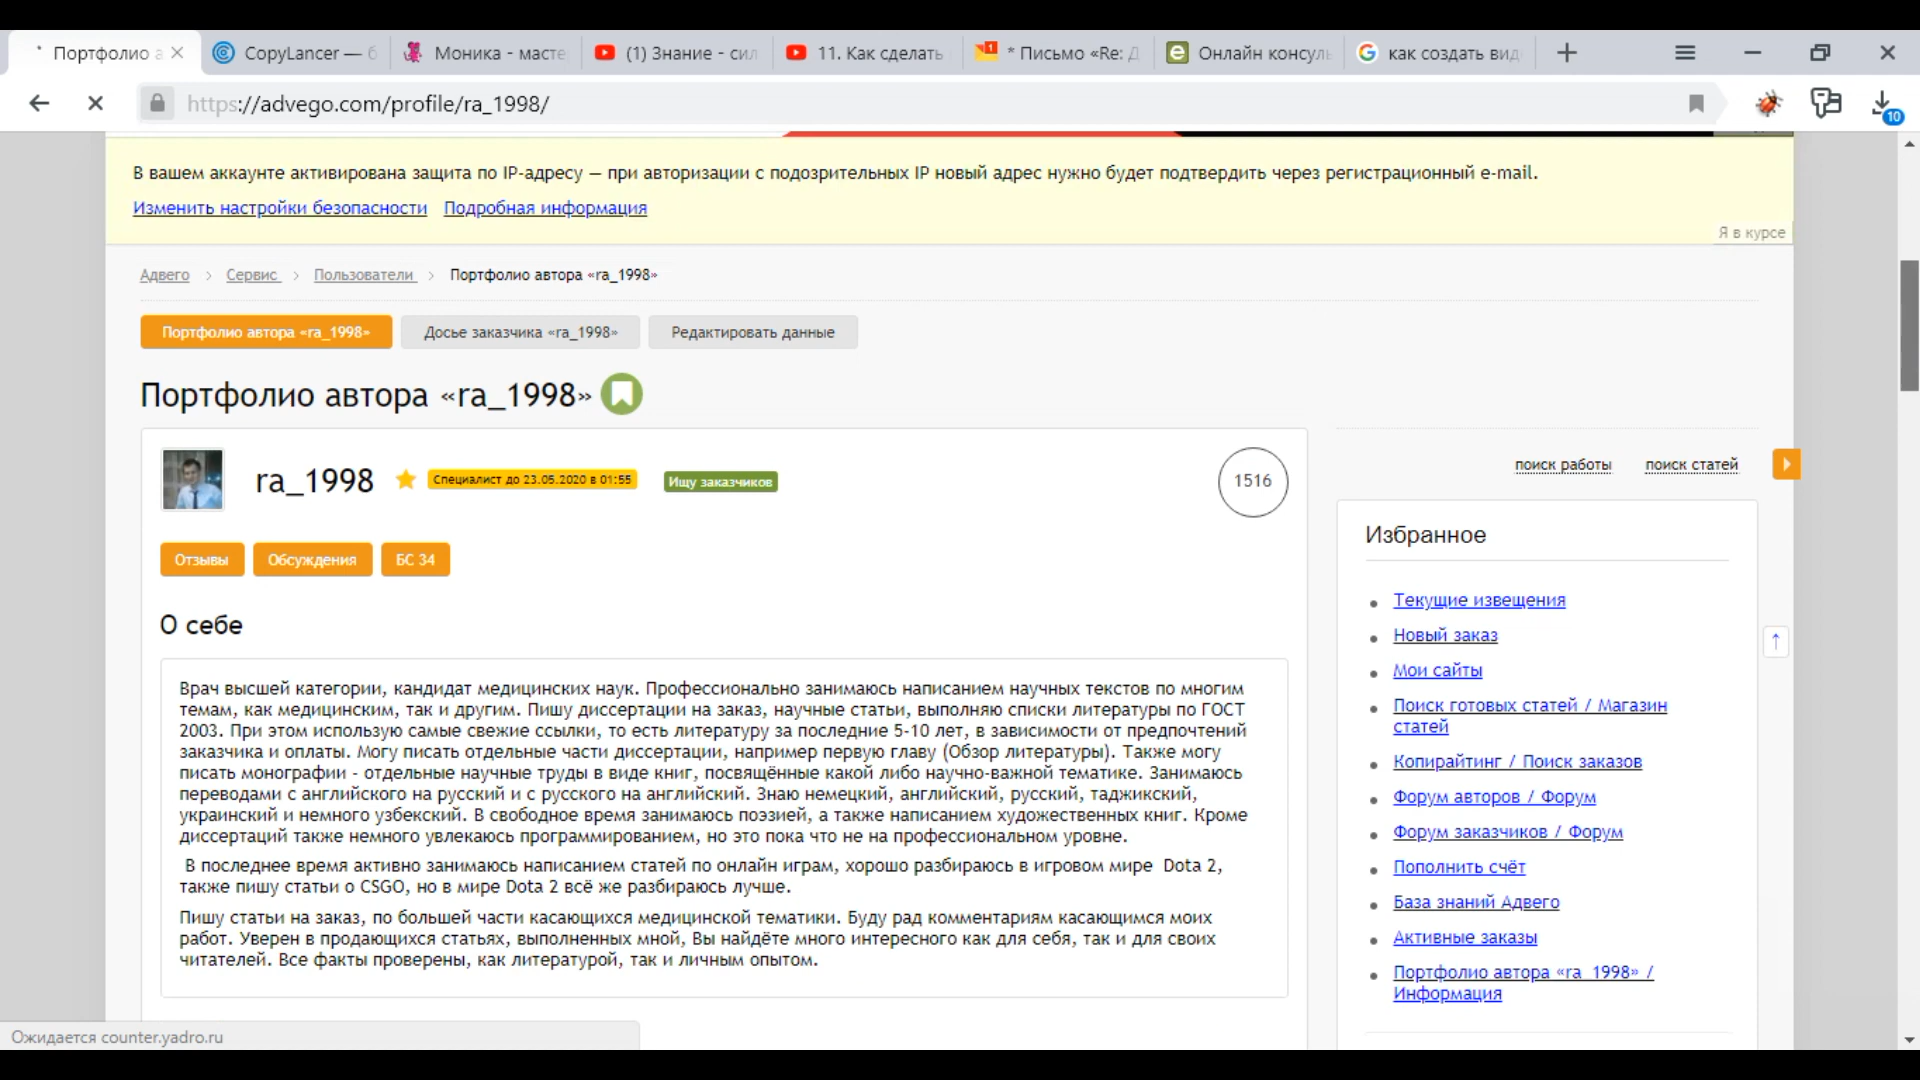 Портфолио а
CopyLancer — б
Моника - масте
(1) Знание - сил
11. Как сделать
* Письмо «Re: Д
Онлайн консуль
как создать вид
https://advego.com/profile/ra_1998/
10
В вашем аккаунте активирована защита по IP-адресу — при авторизации с подозрительных IP новый адрес нужно будет подтвердить через регистрационный e-mail.
Изменить настройки безопасности Подробная информация
Я в курсе
Адвего > Сервис > Пользователи > Портфолио автора «ra_1998»
Портфолио автора «ra_1998» Досье заказчика «ra_1998» Редактировать данные
Портфолио автора «ra_1998»
ra_1998 Специалист до 23.05.2020 в 01:55 Ищу заказчиков 1516
Отзывы Обсуждения БС 34
О себе
Врач высшей категории, кандидат медицинских наук. Профессионально занимаюсь написанием научных текстов по многим
темам, как медицинским, так и другим. Пишу диссертации на заказ, научные статьи, выполняю списки литературы по ГОСТ
2003. При этом использую самые свежие ссылки, то есть литературу за последние 5-10 лет, в зависимости от предпочтений
заказчика и оплаты. Могу писать отдельные части диссертации, например первую главу (Обзор литературы). Также могу
писать монографии - отдельные научные труды в виде книг, посвящённые какой либо научно-важной тематике. Занимаюсь
переводами с английского на русский и с русского на английский. Знаю немецкий, английский, русский, таджикский,
украинский и немного узбекский. В свободное время занимаюсь поэзией, а также написанием художественных книг. Кроме
диссертаций также немного увлекаюсь программированием, но это пока что не на профессиональном уровне.
В последнее время активно занимаюсь написанием статей по онлайн играм, хорошо разбираюсь в игровом мире Dota 2,
также пишу статьи о CSGO, но в мире Dota 2 всё же разбираюсь лучше.
Пишу статьи на заказ, по большей части касающихся медицинской тематики. Буду рад комментариям касающимся моих
работ. Уверен в продающихся статьях, выполненных мной, Вы найдёте много интересного как для себя, так и для своих
читателей. Все факты проверены, как литературой, так и личным опытом.
поиск работы поиск статей
Избранное
Текущие извещения
Новый заказ
Мои сайты
Поиск готовых статей / Магазин
статей
Копирайтинг / Поиск заказов
Форум авторов / Форум
Форум заказчиков / Форум
Пополнить счёт
База знаний Адвего
Активные заказы
Портфолио автора «ra_1998» /
Информация
Ожидается counter.yadro.ru